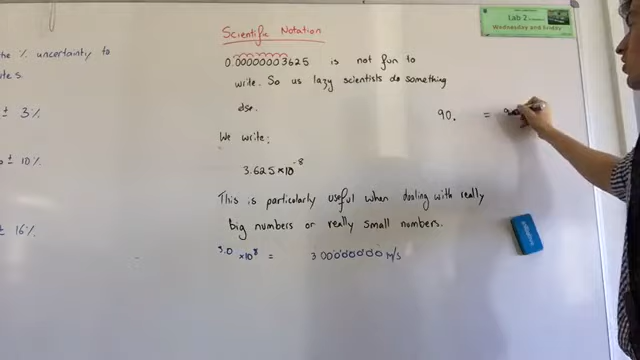 Scientific Notation
0.00000003625 is not fun to
write. So us lazy scientists do something
else.
We write:
3.625×10⁻⁸
This is particularly useful when dealing with really
big numbers or really small numbers.
3.0 ×10⁸ = 300000000 M/s
the % uncertainty to
± 3%
± 10%
± 16%
90. =
Lab 2
Wednesday and Friday